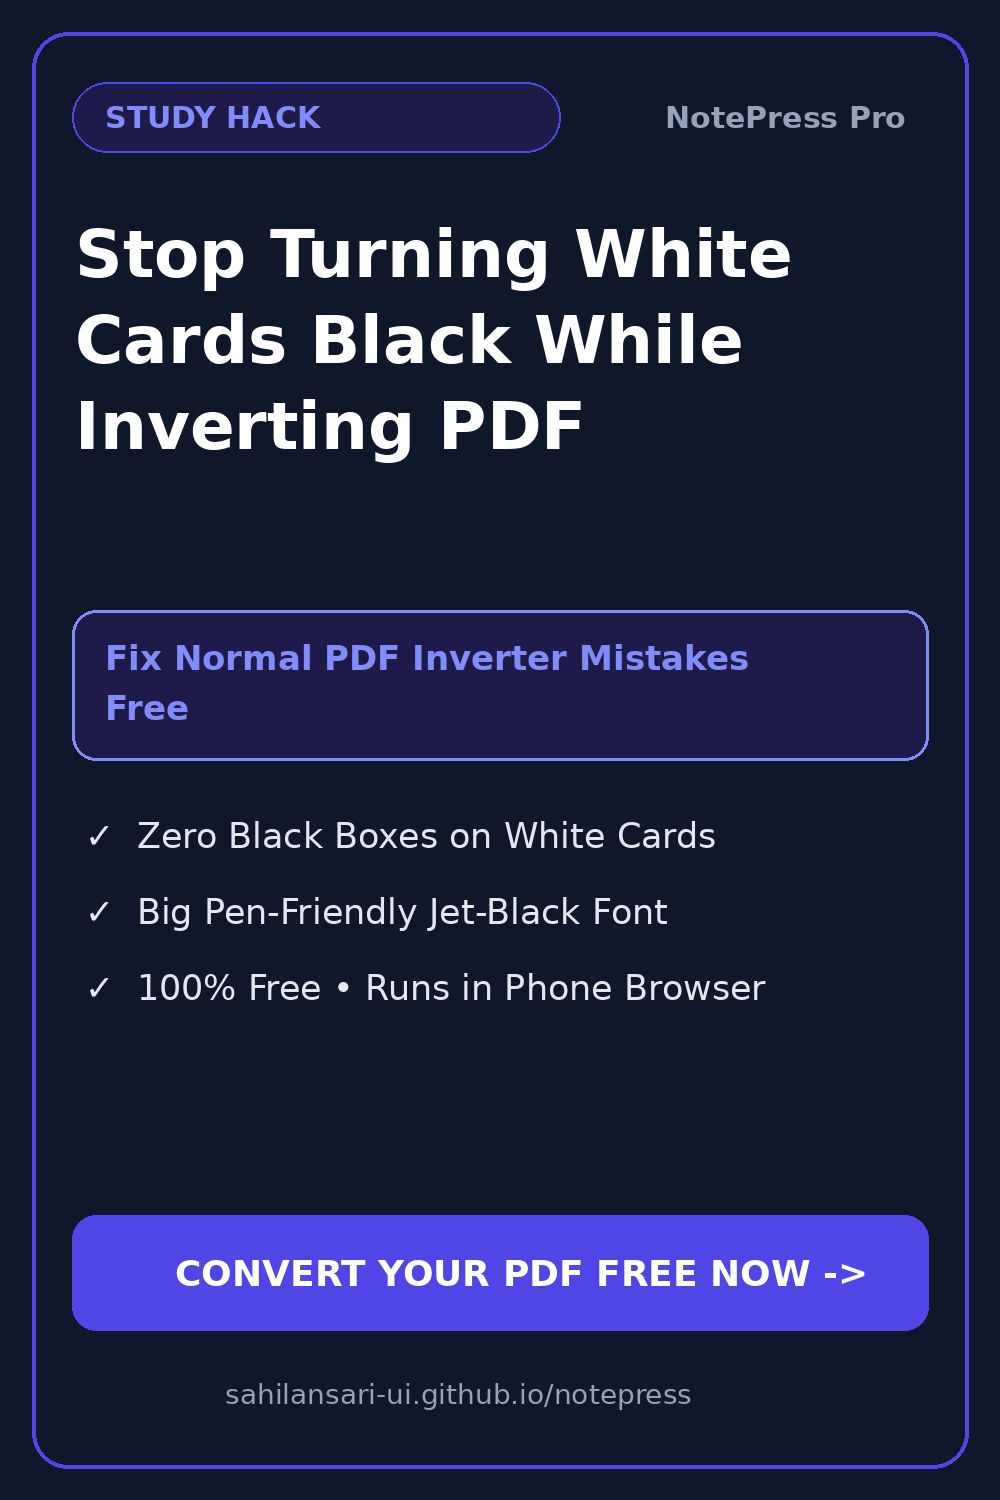 STUDY HACK
NotePress Pro
Stop Turning White
Cards Black While
Inverting PDF
Fix Normal PDF Inverter Mistakes
Free
✓ Zero Black Boxes on White Cards
✓ Big Pen-Friendly Jet-Black Font
✓ 100% Free • Runs in Phone Browser
CONVERT YOUR PDF FREE NOW ->
sahilansari-ui.github.io/notepress